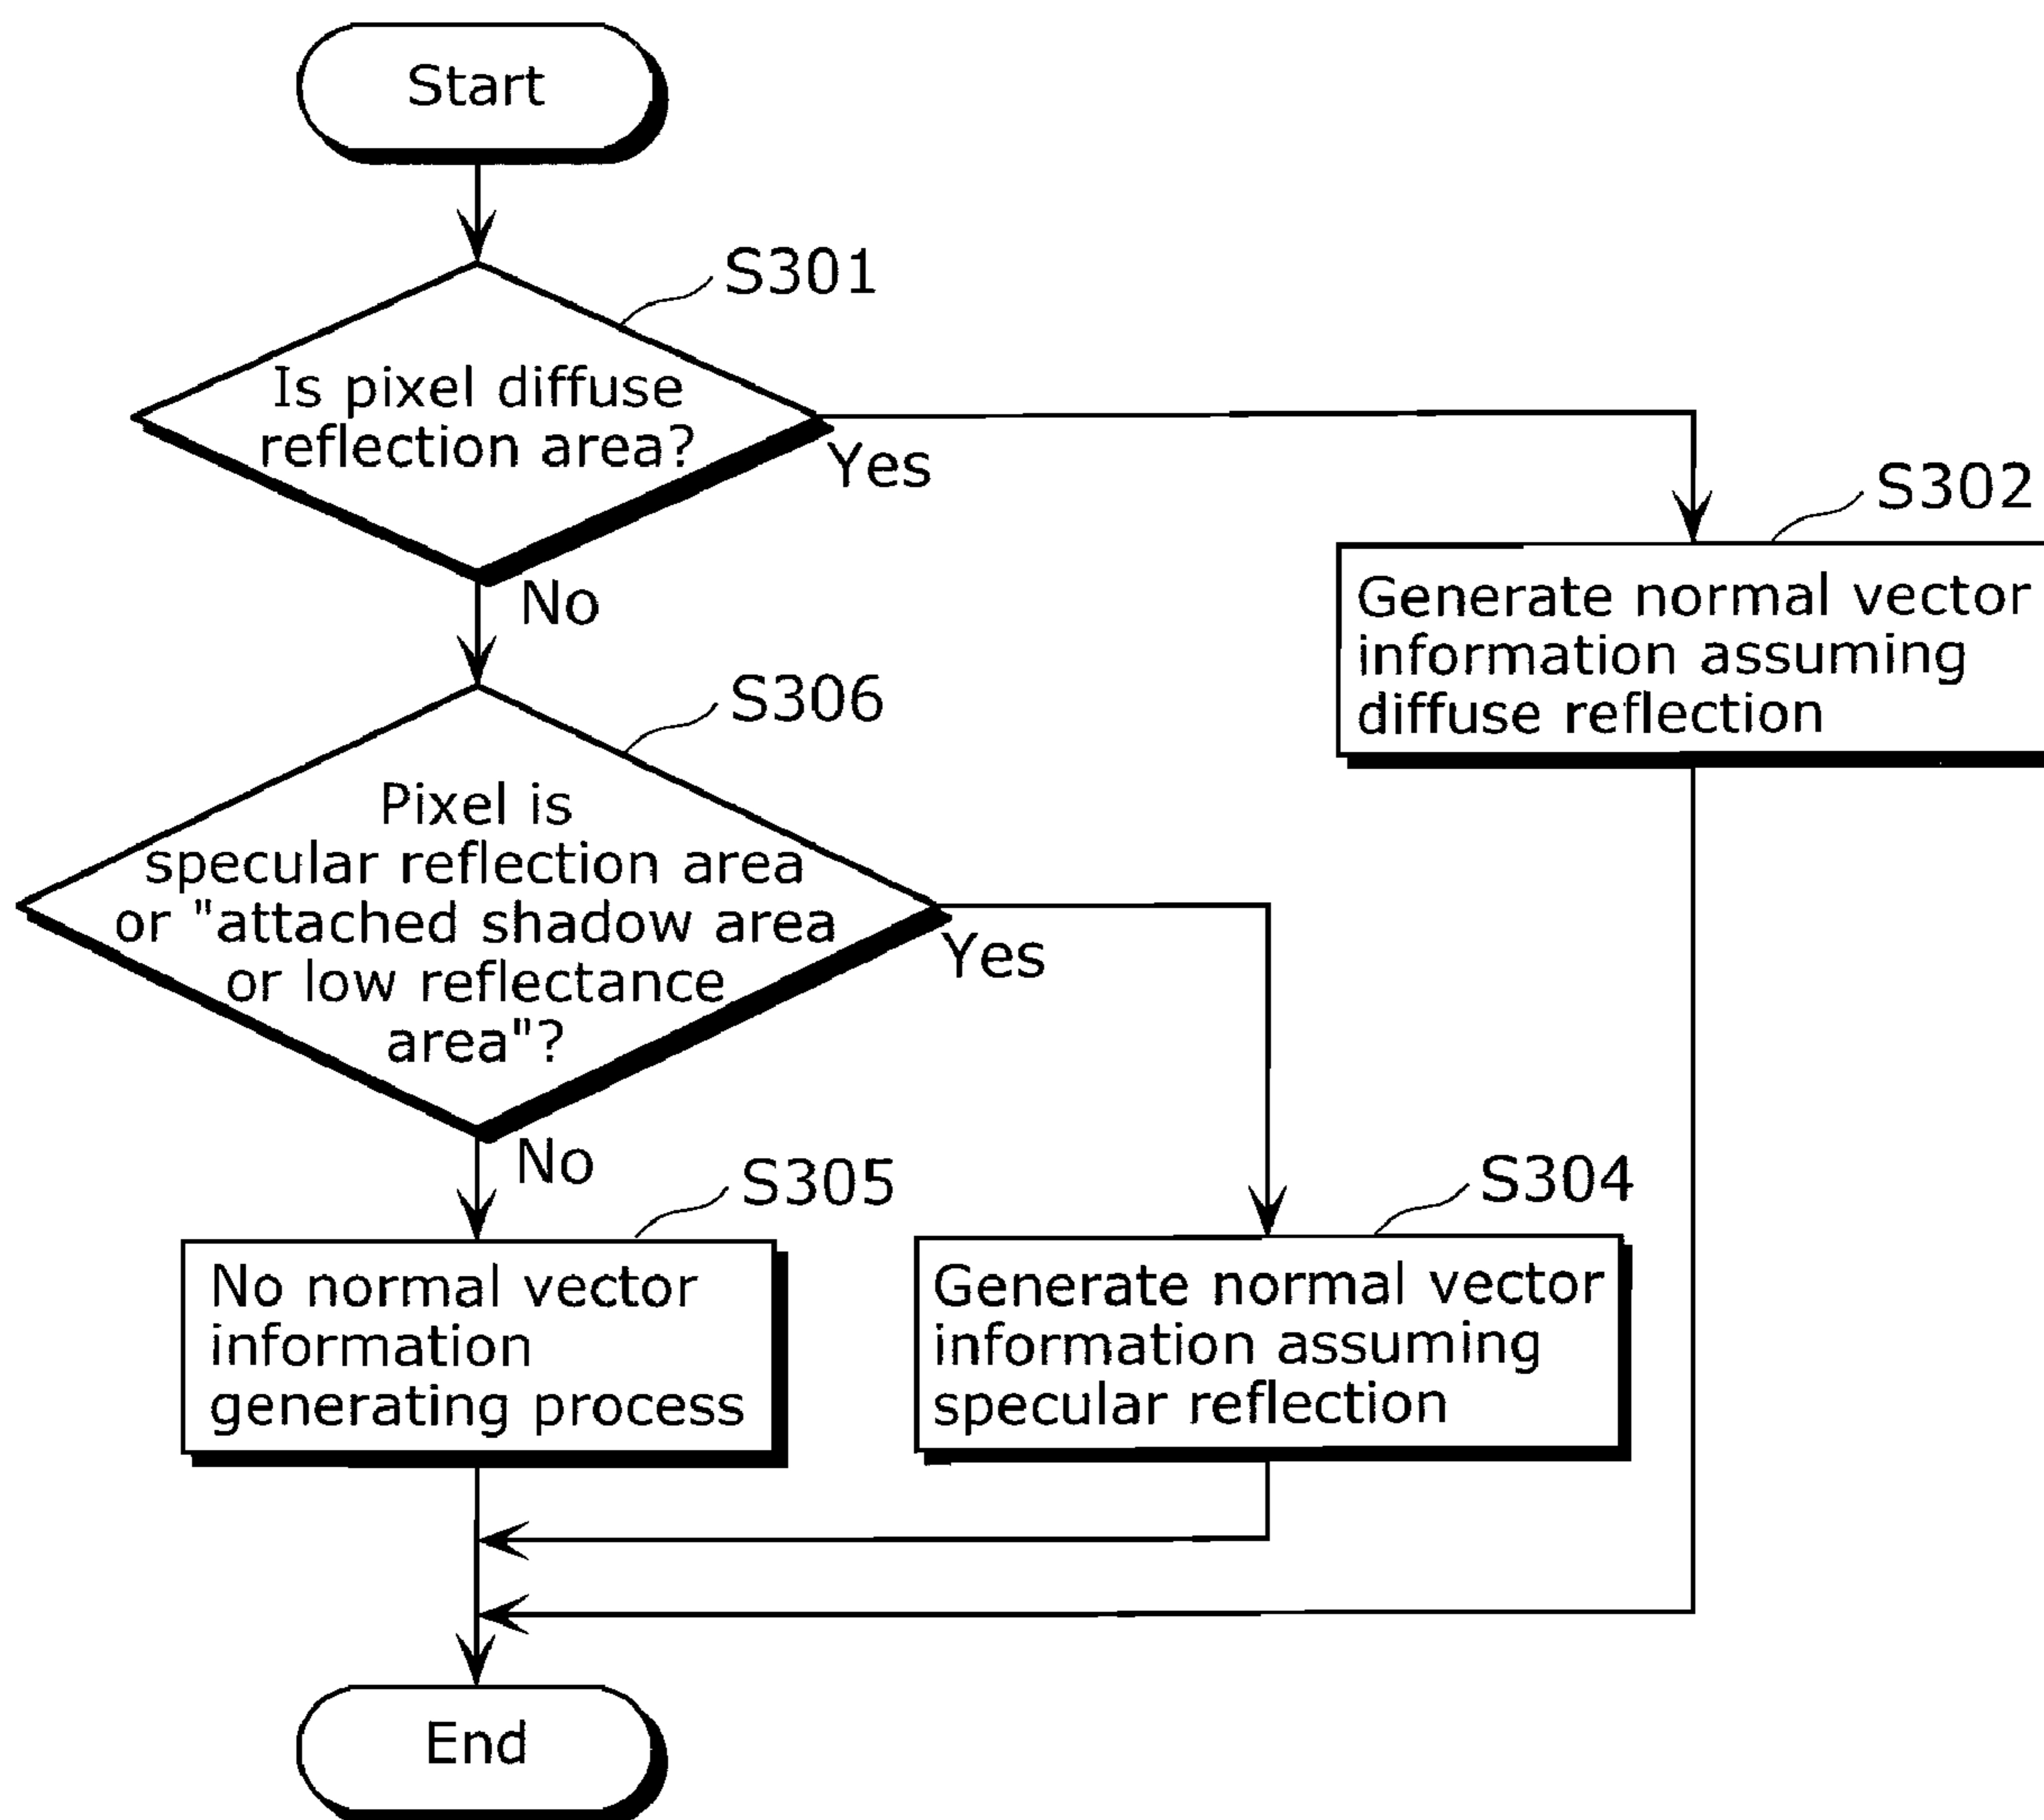 Start
S301
Is pixel diffuse
reflection area?
Yes
S302
Generate normal vector
information assuming
diffuse reflection
No
S306
Pixel is
specular reflection area
or "attached shadow area
or low reflectance
area"?
Yes
No
S305
No normal vector
information
generating process
S304
Generate normal vector
information assuming
specular reflection
End